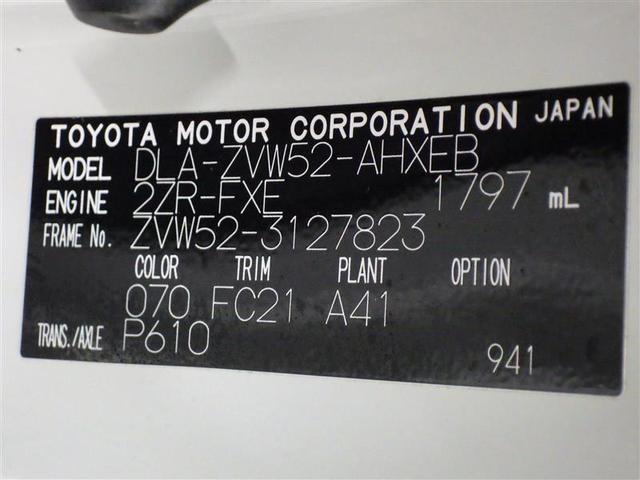 TOYOTA MOTOR CORPORATION JAPAN
MODEL DLA-ZVW52-AHXEB
ENGINE 2ZR-FXE 1797 mL
FRAME No. ZVW52-3127823
COLOR TRIM PLANT OPTION
070 FC21 A41
TRANS./AXLE P610
941